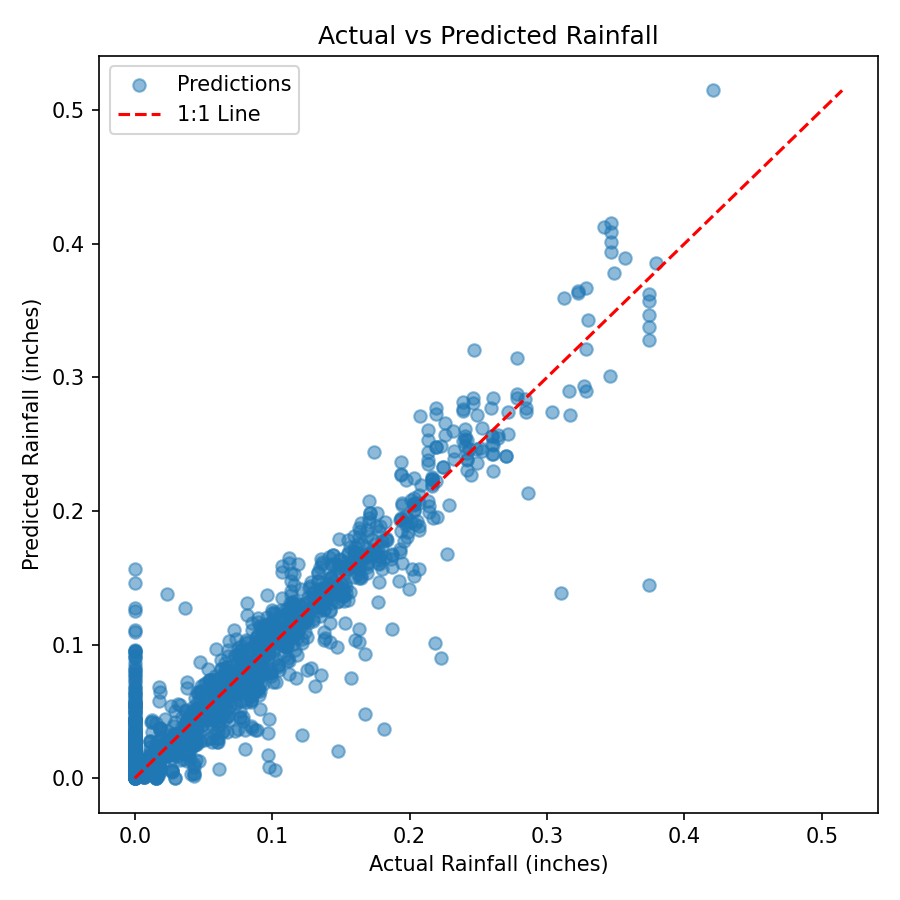 Actual vs Predicted Rainfall
Predictions
1:1 Line
0.5
0.4
0.3
0.2
0.1
0.0
Predicted Rainfall (inches)
0.0 0.1 0.2 0.3 0.4 0.5
Actual Rainfall (inches)